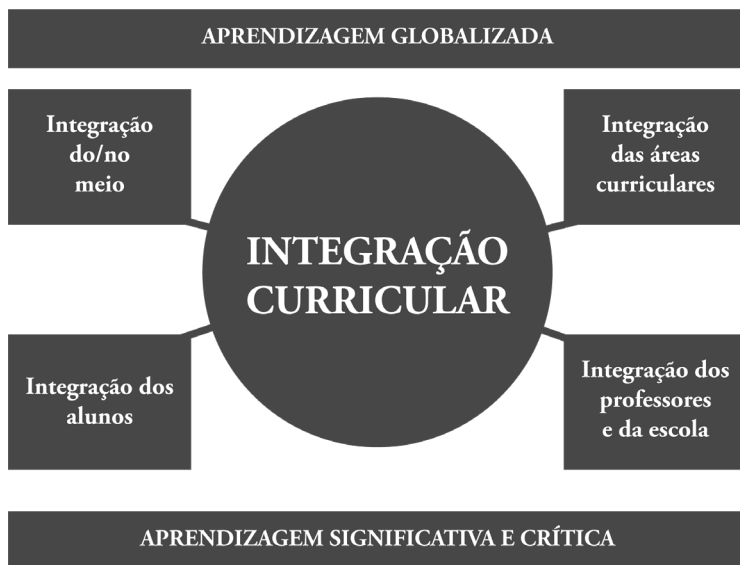 APRENDIZAGEM GLOBALIZADA
Integração
do/no
meio
Integração
das áreas
curriculares
INTEGRAÇÃO
CURRICULAR
Integração dos
alunos
Integração dos
professores
e da escola
APRENDIZAGEM SIGNIFICATIVA E CRÍTICA